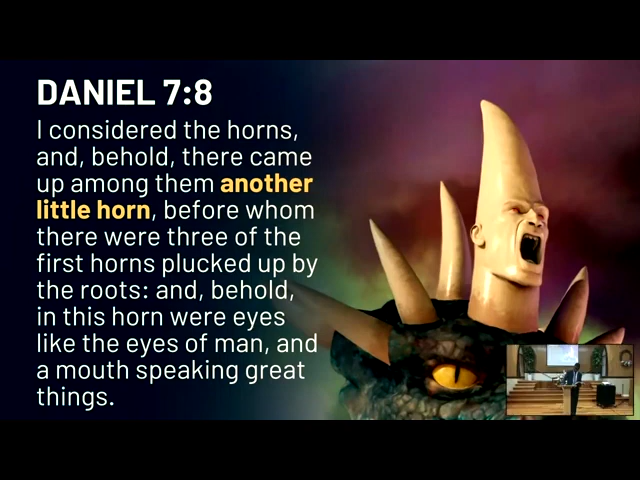 DANIEL 7:8
I considered the horns,
and, behold, there came
up among them another
little horn, before whom
there were three of the
first horns plucked up by
the roots: and, behold,
in this horn were eyes
like the eyes of man, and
a mouth speaking great
things.